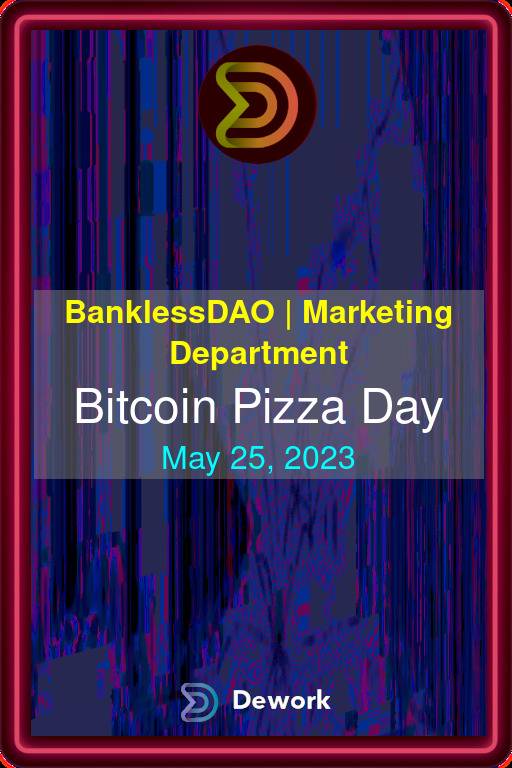 BanklessDAO | Marketing
Department
Bitcoin Pizza Day
May 25, 2023
Dework